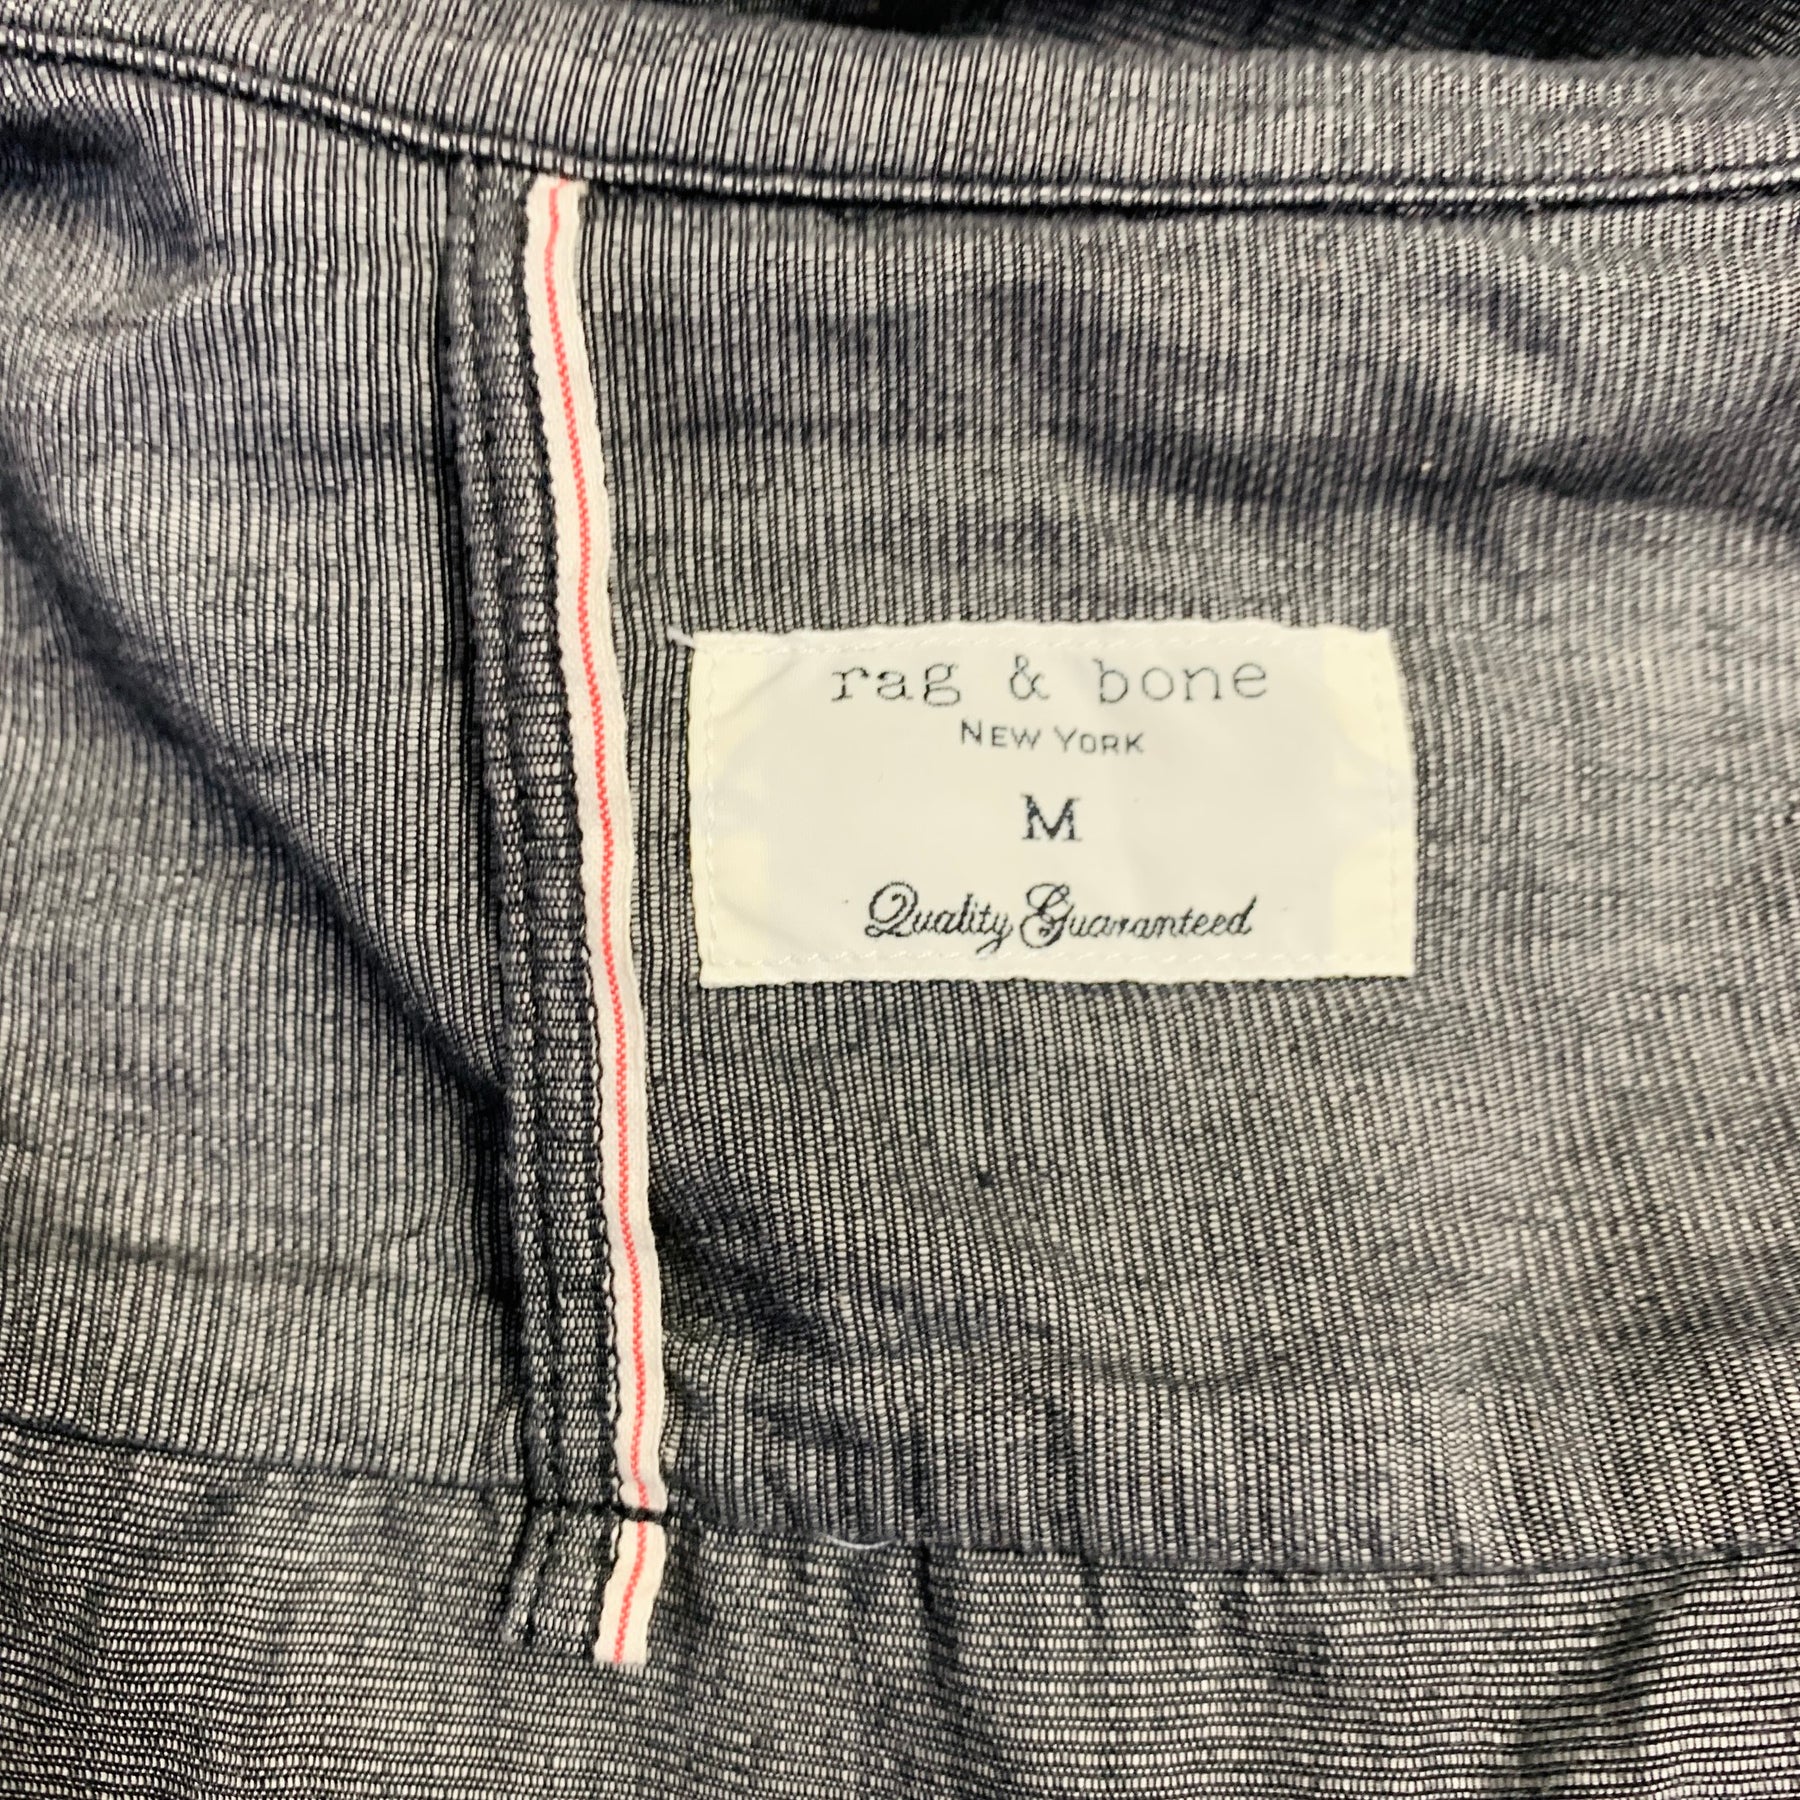 rag & bone
NEW YORK
M
Quality Guaranteed